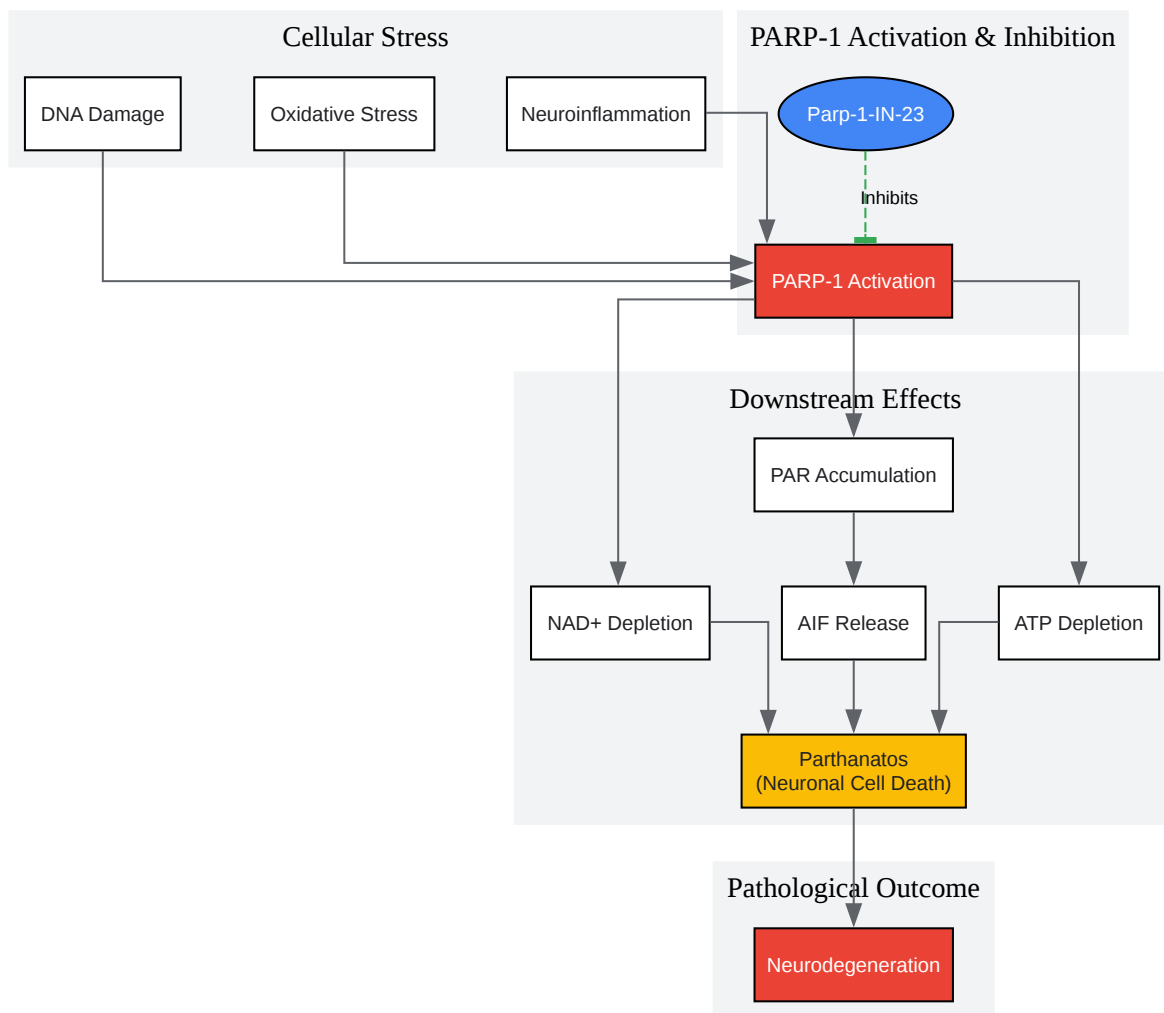 Cellular Stress
DNA Damage
Oxidative Stress
Neuroinflammation
PARP-1 Activation & Inhibition
Parp-1-IN-23
Inhibits
PARP-1 Activation
Downstream Effects
PAR Accumulation
NAD+ Depletion
AIF Release
ATP Depletion
Parthanatos
(Neuronal Cell Death)
Pathological Outcome
Neurodegeneration